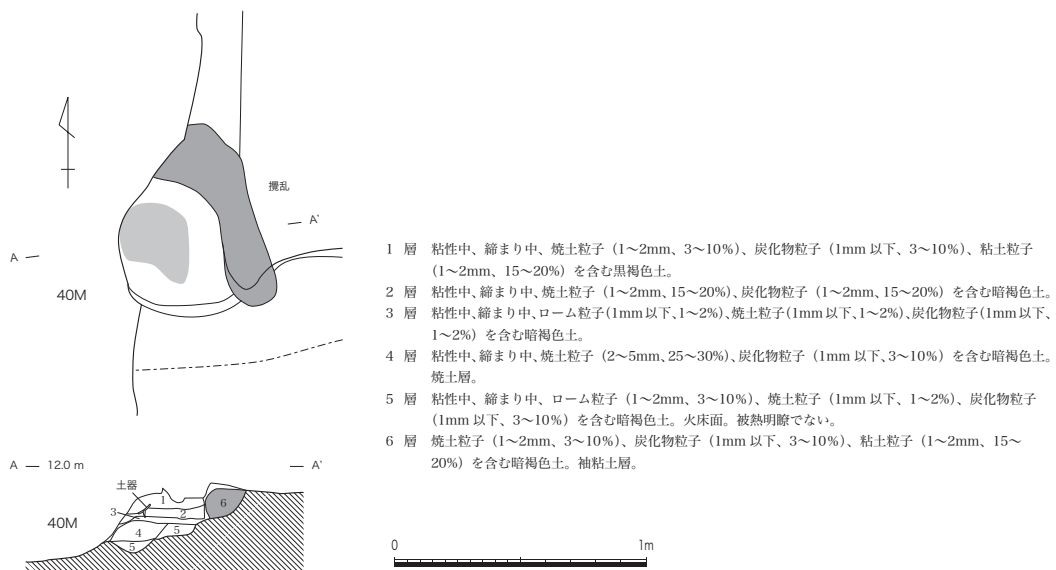 攪乱
A'
A
40M
1 層 粘性中、締まり中、焼土粒子（1～2mm、3～10%）、炭化物粒子（1mm 以下、3～10%）、粘土粒子
（1～2mm、15～20%）を含む黒褐色土。
2 層 粘性中、締まり中、焼土粒子（1～2mm、15～20%）、炭化物粒子（1～2mm、15～20%）を含む暗褐色土。
3 層 粘性中、締まり中、ローム粒子（1mm以下、1～2%）、焼土粒子（1mm以下、1～2%）、炭化物粒子（1mm以下、
1～2%）を含む暗褐色土。
4 層 粘性中、締まり中、焼土粒子（2～5mm、25～30%）、炭化物粒子（1mm 以下、3～10%）を含む暗褐色土。
焼土層。
5 層 粘性中、締まり中、ローム粒子（1～2mm、3～10%）、焼土粒子（1mm 以下、1～2%）、炭化物粒子
（1mm 以下、3～10%）を含む暗褐色土。火床面。被熱明瞭でない。
6 層 焼土粒子（1～2mm、3～10%）、炭化物粒子（1mm 以下、3～10%）、粘土粒子（1～2mm、15～
20%）を含む暗褐色土。袖粘土層。
A 12.0 m A'
土器
1
6
3
2
40M
4
5
5
0 1m